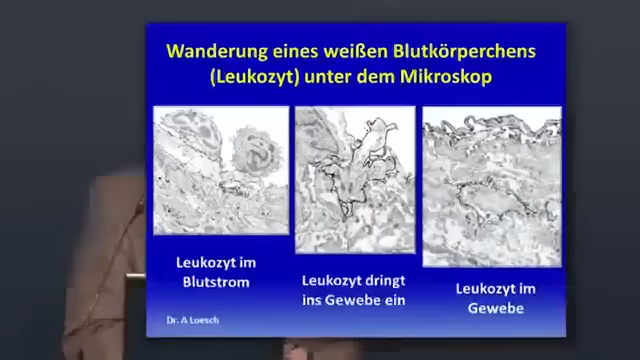 Wanderung eines weißen Blutkörperchens
(Leukozyt) unter dem Mikroskop
Leukozyt im
Blutstrom
Leukozyt dringt
ins Gewebe ein
Leukozyt im
Gewebe
Dr. A Loesch